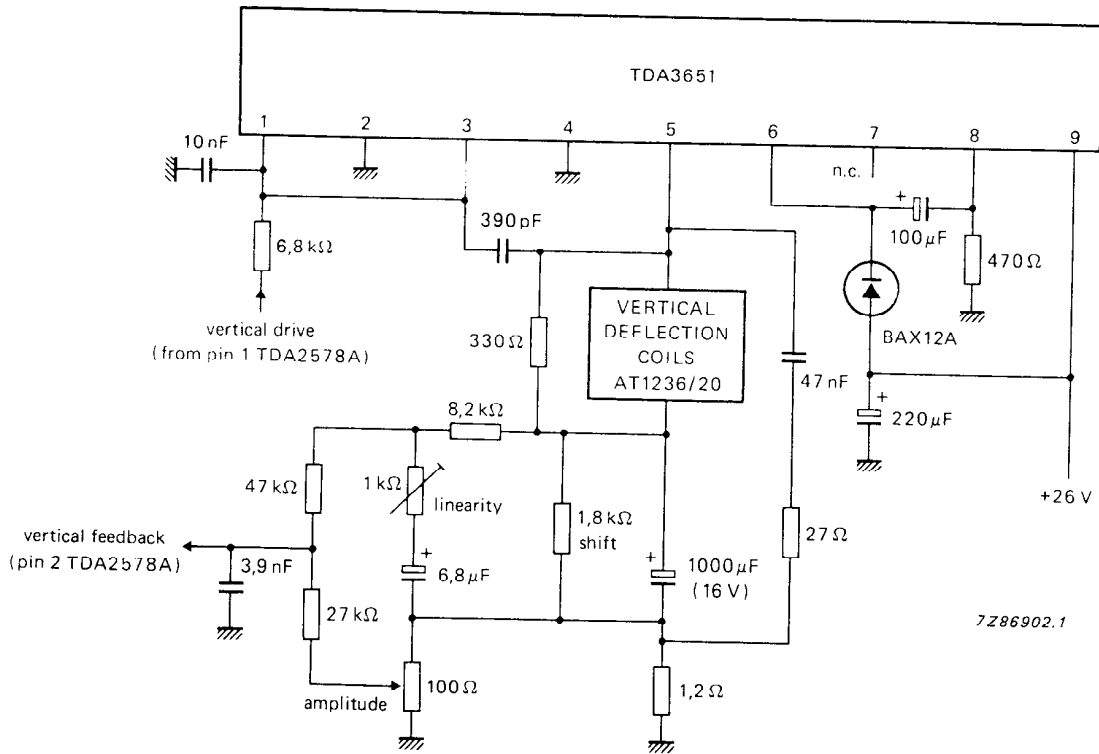 TDA3651
1
2
3
4
5
6
7
8
9
10 nF
n.c.
390 pF
+
100 μF
6,8 kΩ
470 Ω
VERTICAL
DEFLECTION
COILS
AT1236/20
vertical drive
(from pin 1 TDA2578A)
330 Ω
BAX12A
47 nF
8,2 kΩ
+
220 μF
47 kΩ
1 kΩ
linearity
+26 V
1,8 kΩ
shift
27 Ω
vertical feedback
(pin 2 TDA2578A)
3,9 nF
+
6,8 μF
+
1000 μF
(16 V)
27 kΩ
7Z86902.1
amplitude
100 Ω
1,2 Ω